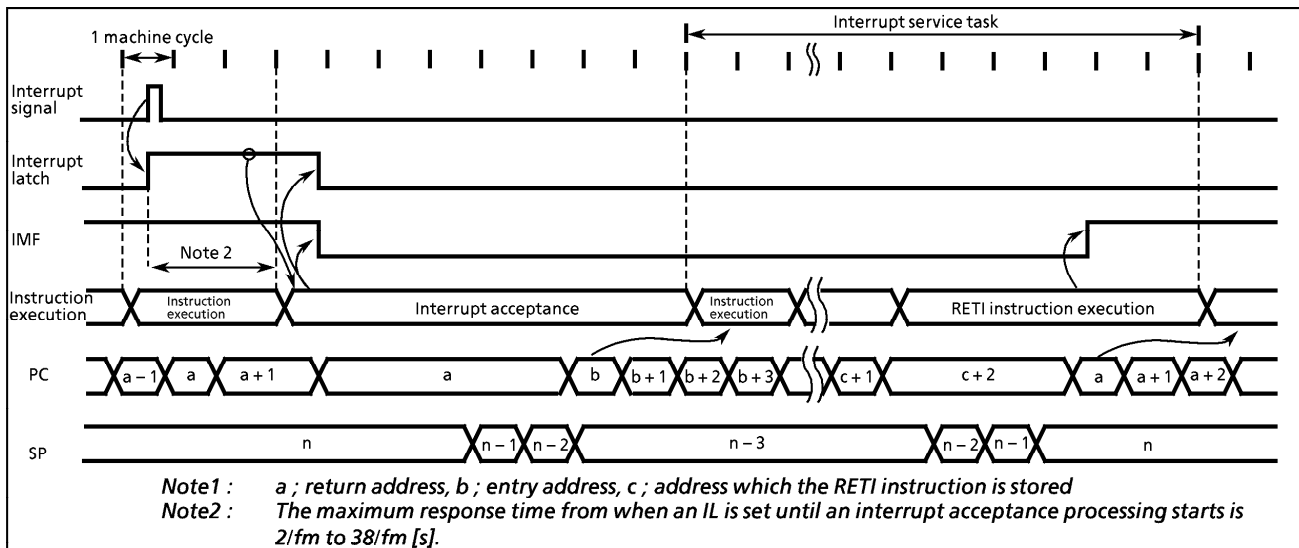 Interrupt service task
1 machine cycle
Interrupt
signal
Interrupt
latch
IMF
Note 2
Instruction
execution
Instruction
execution
Interrupt acceptance
Instruction
execution
RETI instruction execution
PC
a − 1
a
a + 1
a
b
b + 1
b + 2
b + 3
c + 1
c + 2
a
a + 1
a + 2
SP
n
n − 1
n − 2
n − 3
n − 2
n − 1
n
Note1 : a ; return address, b ; entry address, c ; address which the RETI instruction is stored
Note2 : The maximum response time from when an IL is set until an interrupt acceptance processing starts is
2/fm to 38/fm [s].